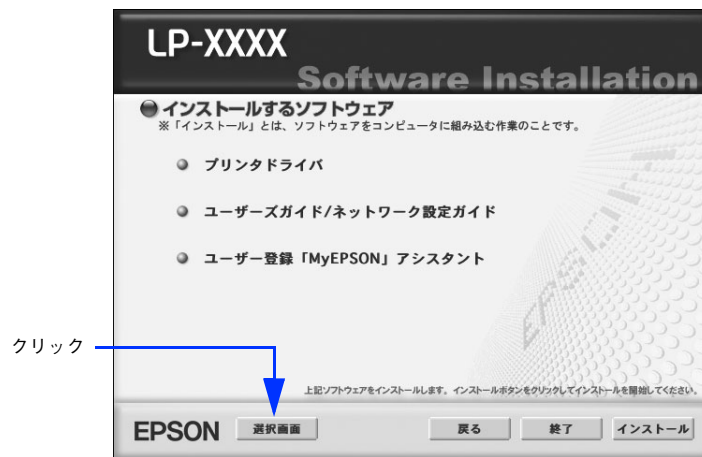 LP-XXXX
Software Installation
インストールするソフトウェア
※「インストール」とは、ソフトウェアをコンピュータに組み込む作業のことです。
プリンタドライバ
ユーザーズガイド/ネットワーク設定ガイド
ユーザー登録「MyEPSON」アシスタント
EPSON
クリック
上記ソフトウェアをインストールします。インストールボタンをクリックしてインストールを開始してください。
EPSON 選択画面 戻る 終了 インストール